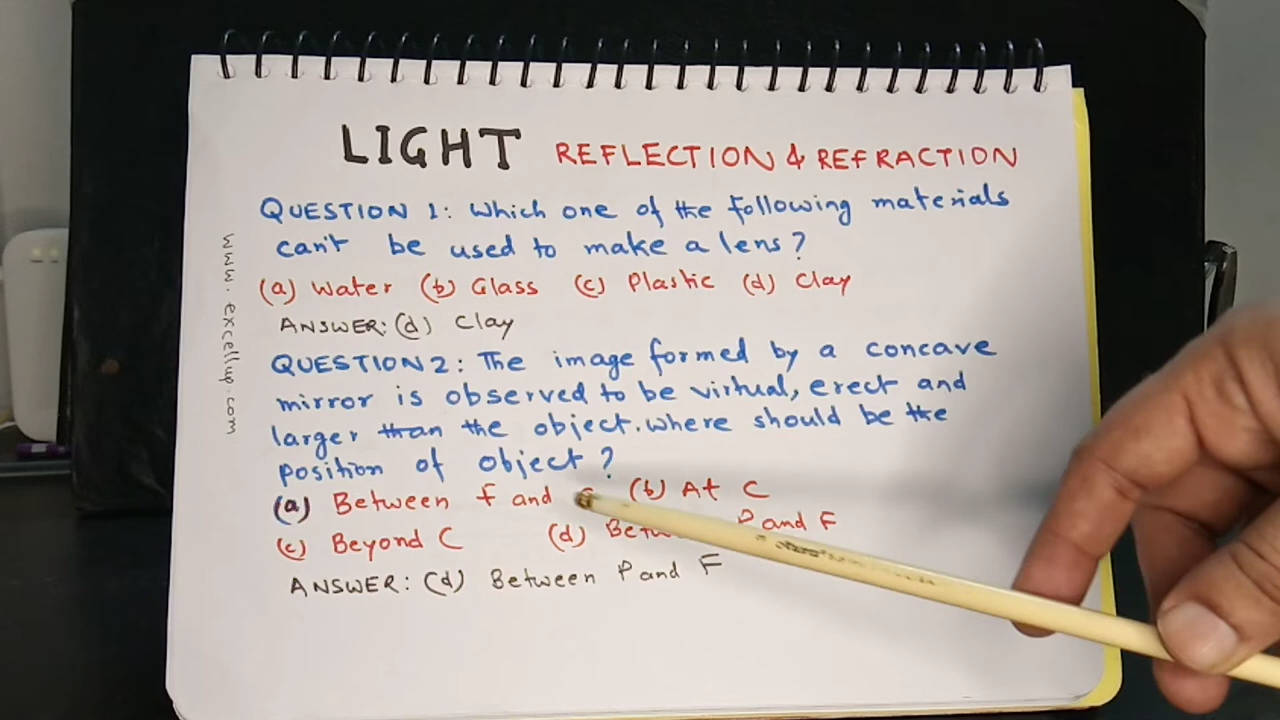 LIGHT REFLECTION & REFRACTION
QUESTION 1: Which one of the following materials
can't be used to make a lens?
(a) Water (b) Glass (c) Plastic (d) Clay
ANSWER: (d) Clay
QUESTION 2: The image formed by a concave
mirror is observed to be virtual, erect and
larger than the object. Where should be the
position of object?
(a) Between f and (b) At C
(c) Beyond C (d) P and F
ANSWER: (d) Between P and F
www.excellup.com